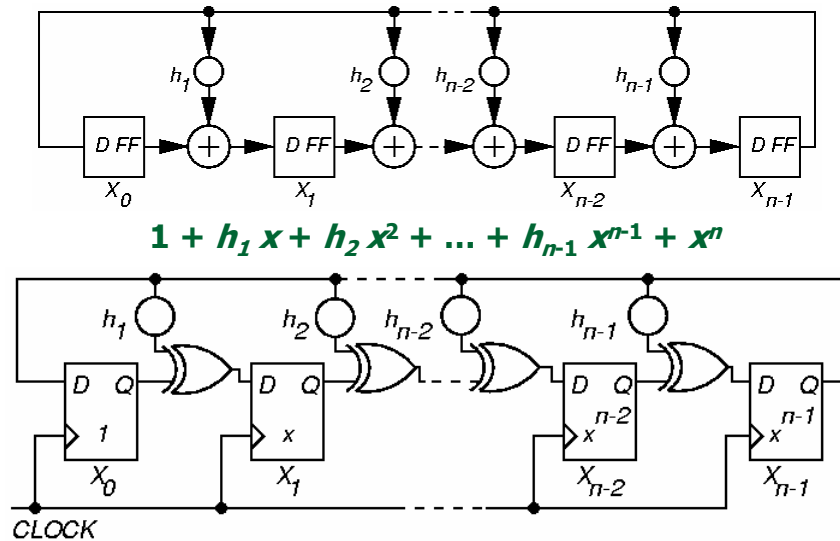 h₁ h₂ hₙ₋₂ hₙ₋₁
D FF + D FF + + D FF + D FF
X₀ X₁ Xₙ₋₂ Xₙ₋₁
1 + h₁ x + h₂ x² + ... + hₙ₋₁ xⁿ⁻¹ + xⁿ
h₁ h₂ hₙ₋₂ hₙ₋₁
D Q D Q D Q D Q
1 x xⁿ⁻² xⁿ⁻¹
X₀ X₁ Xₙ₋₂ Xₙ₋₁
CLOCK